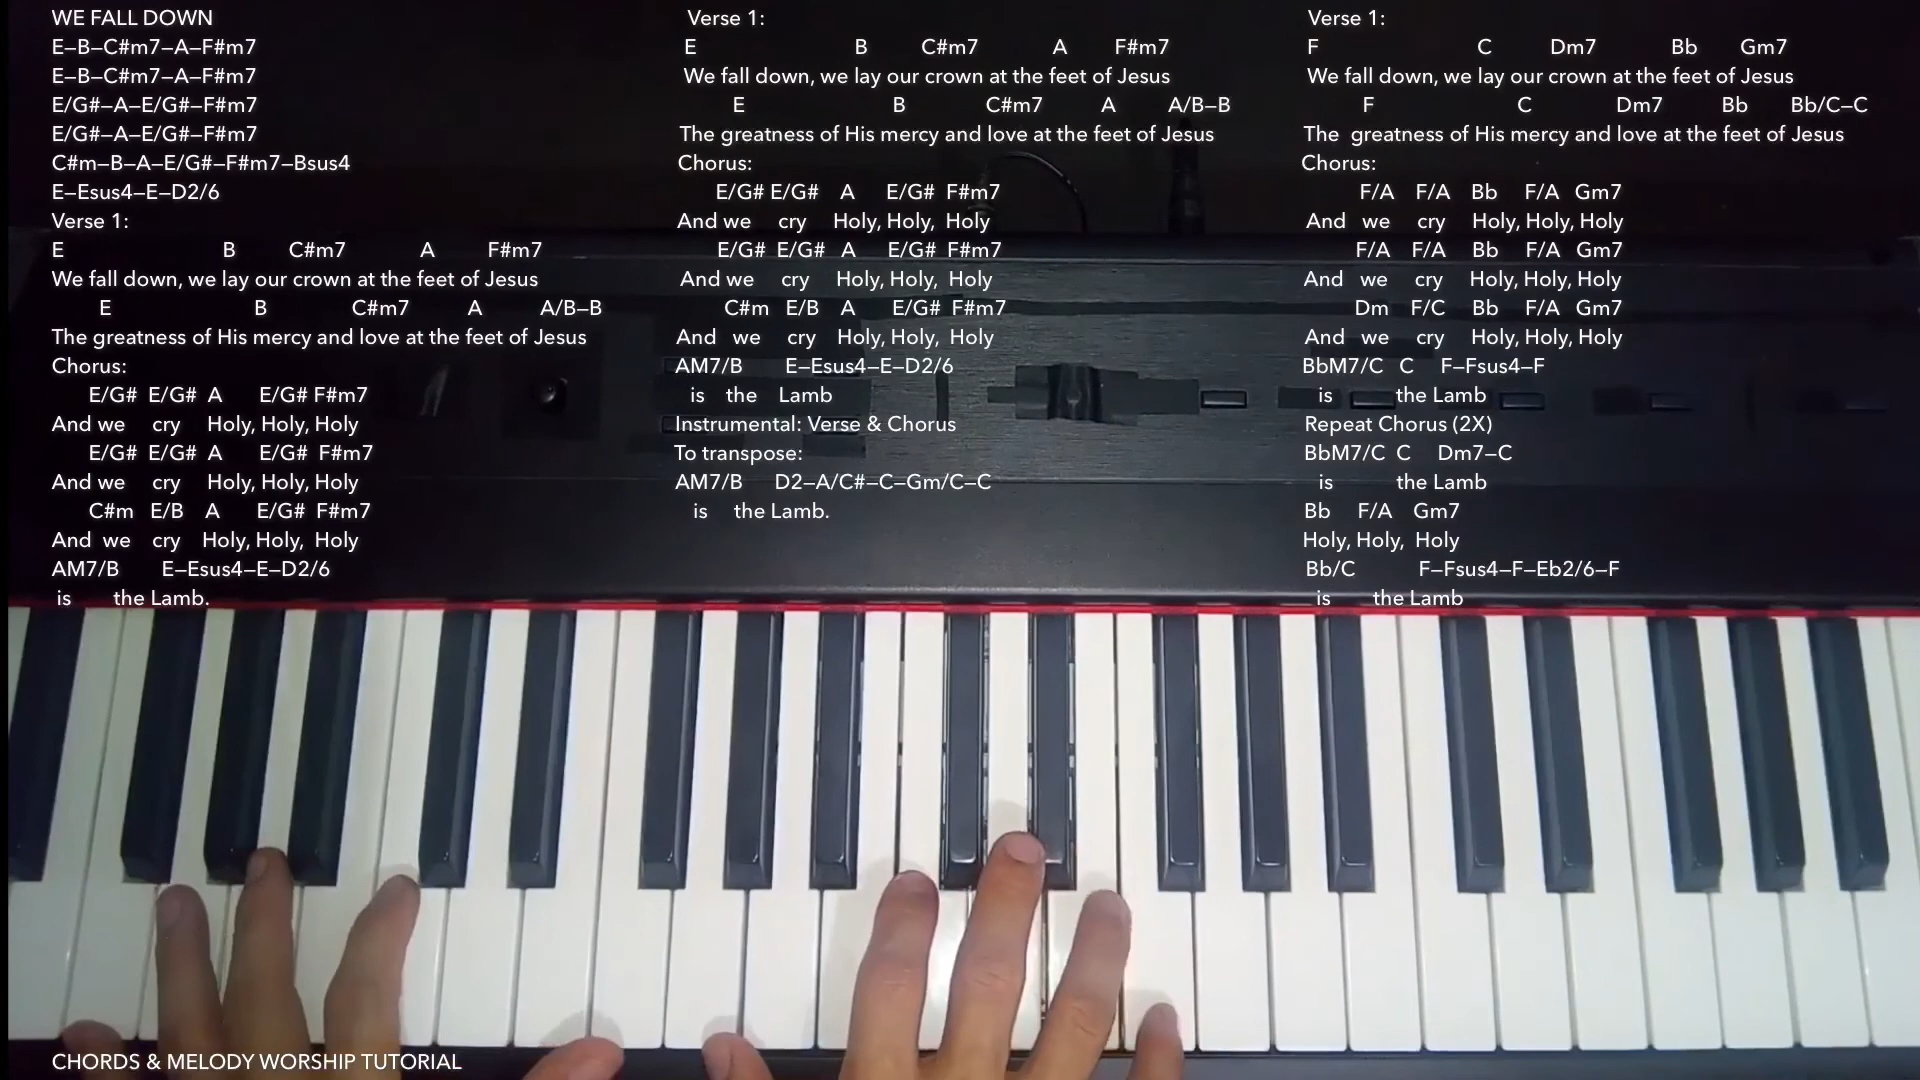 WE FALL DOWN
E–B–C#m7–A–F#m7
E–B–C#m7–A–F#m7
E/G#–A–E/G#–F#m7
E/G#–A–E/G#–F#m7
C#m–B–A–E/G#–F#m7–Bsus4
E–Esus4–E–D2/6
Verse 1:
E B C#m7 A F#m7
We fall down, we lay our crown at the feet of Jesus
E B C#m7 A A/B–B
The greatness of His mercy and love at the feet of Jesus
Chorus:
E/G# E/G# A E/G# F#m7
And we cry Holy, Holy, Holy
E/G# E/G# A E/G# F#m7
And we cry Holy, Holy, Holy
C#m E/B A E/G# F#m7
And we cry Holy, Holy, Holy
AM7/B E–Esus4–E–D2/6
is the Lamb.
Verse 1:
E B C#m7 A F#m7
We fall down, we lay our crown at the feet of Jesus
E B C#m7 A A/B–B
The greatness of His mercy and love at the feet of Jesus
Chorus:
E/G# E/G# A E/G# F#m7
And we cry Holy, Holy, Holy
E/G# E/G# A E/G# F#m7
And we cry Holy, Holy, Holy
C#m E/B A E/G# F#m7
And we cry Holy, Holy, Holy
AM7/B E–Esus4–E–D2/6
is the Lamb
Instrumental: Verse & Chorus
To transpose:
AM7/B D2–A/C#–C–Gm/C–C
is the Lamb.
Verse 1:
F C Dm7 Bb Gm7
We fall down, we lay our crown at the feet of Jesus
F C Dm7 Bb Bb/C–C
The greatness of His mercy and love at the feet of Jesus
Chorus:
F/A F/A Bb F/A Gm7
And we cry Holy, Holy, Holy
F/A F/A Bb F/A Gm7
And we cry Holy, Holy, Holy
Dm F/C Bb F/A Gm7
And we cry Holy, Holy, Holy
BbM7/C C F–Fsus4–F
is the Lamb
Repeat Chorus (2X)
BbM7/C C Dm7–C
is the Lamb
Bb F/A Gm7
Holy, Holy, Holy
Bb/C F–Fsus4–F–Eb2/6–F
is the Lamb
CHORDS & MELODY WORSHIP TUTORIAL